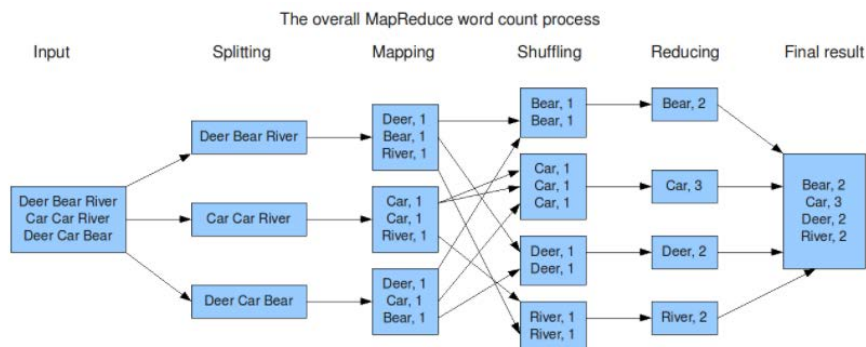 The overall MapReduce word count process
Input
Splitting
Mapping
Shuffling
Reducing
Final result
Deer Bear River
Car Car River
Deer Car Bear
Deer Bear River
Car Car River
Deer Car Bear
Deer, 1
Bear, 1
River, 1
Car, 1
Car, 1
River, 1
Deer, 1
Car, 1
Bear, 1
Bear, 1
Bear, 1
Car, 1
Car, 1
Car, 1
Deer, 1
Deer, 1
River, 1
River, 1
Bear, 2
Car, 3
Deer, 2
River, 2
Bear, 2
Car, 3
Deer, 2
River, 2